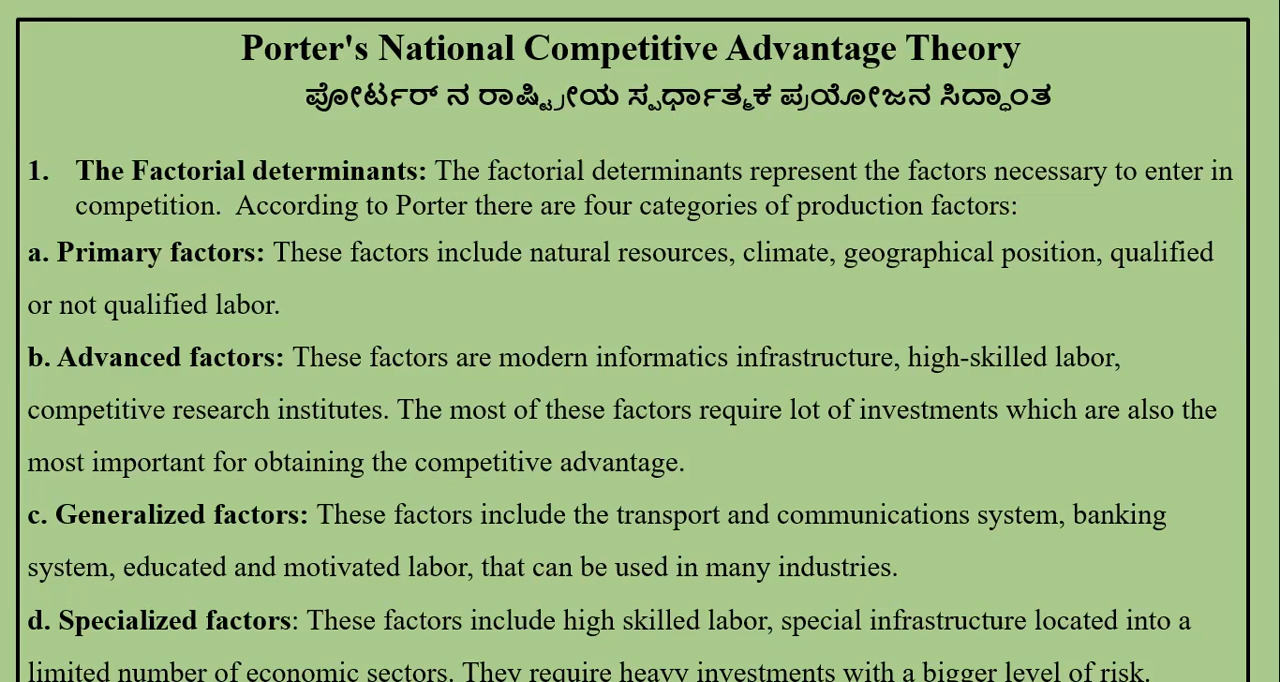 Porter's National Competitive Advantage Theory
ಪೋರ್ಟರ್ ನ ರಾಷ್ಟ್ರೀಯ ಸ್ಪರ್ಧಾತ್ಮಕ ಪ್ರಯೋಜನ ಸಿದ್ಧಾಂತ
1. The Factorial determinants: The factorial determinants represent the factors necessary to enter in
competition. According to Porter there are four categories of production factors:
a. Primary factors: These factors include natural resources, climate, geographical position, qualified
or not qualified labor.
b. Advanced factors: These factors are modern informatics infrastructure, high-skilled labor,
competitive research institutes. The most of these factors require lot of investments which are also the
most important for obtaining the competitive advantage.
c. Generalized factors: These factors include the transport and communications system, banking
system, educated and motivated labor, that can be used in many industries.
d. Specialized factors: These factors include high skilled labor, special infrastructure located into a
limited number of economic sectors. They require heavy investments with a bigger level of risk.